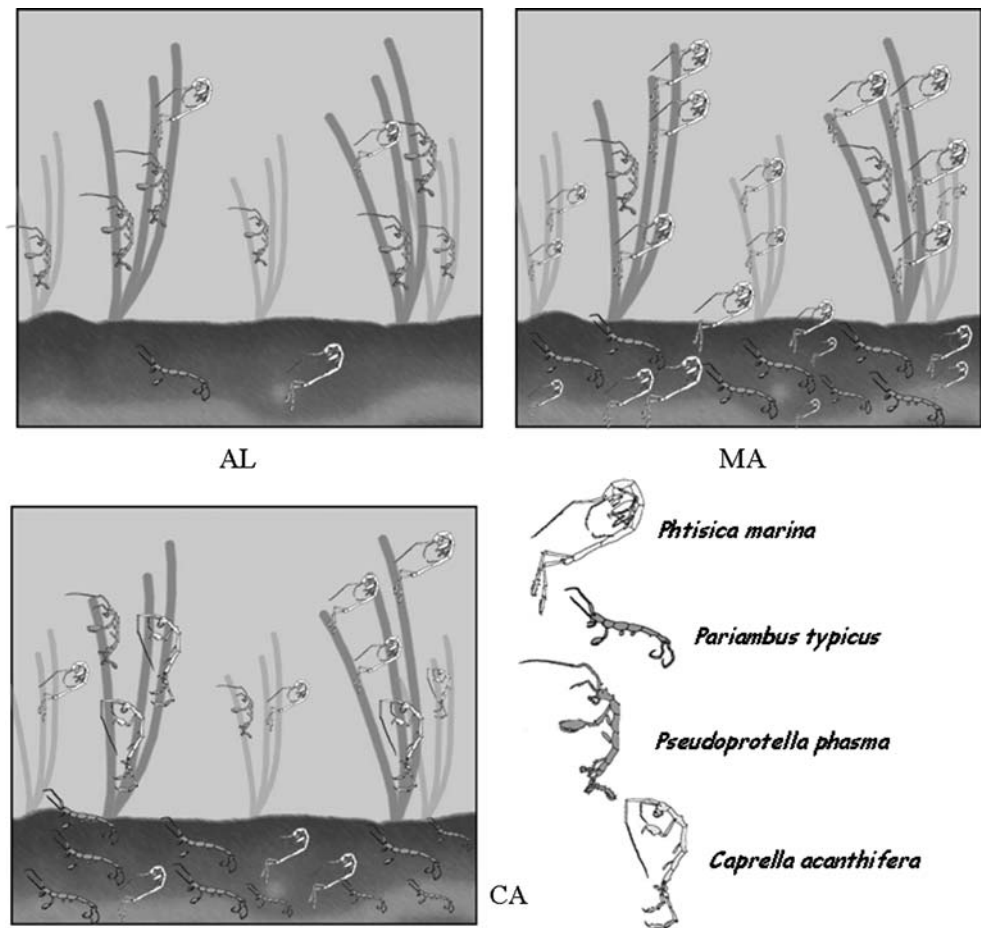 AL
MA
Phtisica marina
Pariambus typicus
Pseudoprotella phasma
Caprella acanthifera
CA